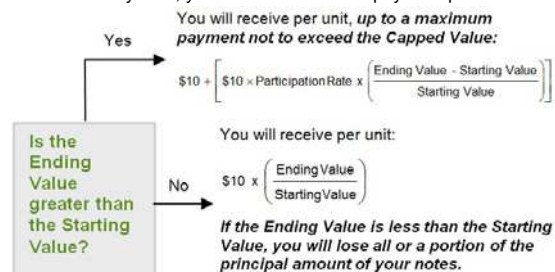 You will receive per unit, up to a maximum
payment not to exceed the Capped Value:
Yes
$10 + [ $10 × Participation Rate x ( Ending Value - Starting Value
Starting Value ) ]
Is the
Ending
Value
greater than
the Starting
Value?
No
You will receive per unit:
$10 x ( Ending Value
Starting Value )
If the Ending Value is less than the Starting
Value, you will lose all or a portion of the
principal amount of your notes.